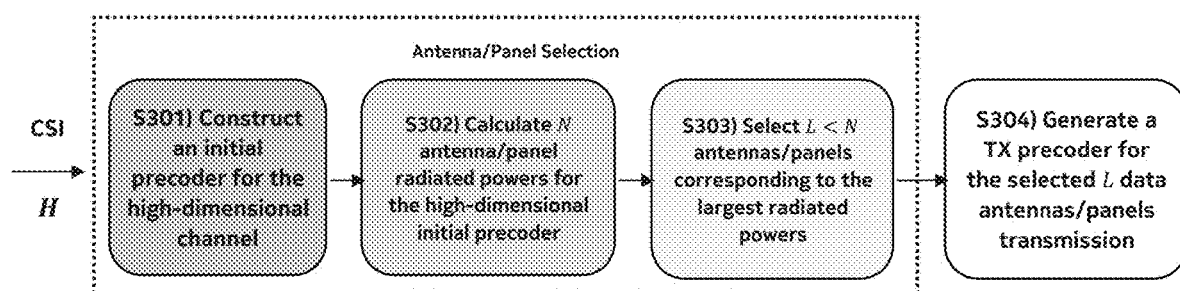 Antenna/Panel Selection
CSI
H
S301) Construct
an initial
precoder for the
high-dimensional
channel
S302) Calculate N
antenna/panel
radiated powers for
the high-dimensional
initial precoder
S303) Select L < N
antennas/panels
corresponding to the
largest radiated
powers
S304) Generate a
TX precoder for
the selected L data
antennas/panels
transmission